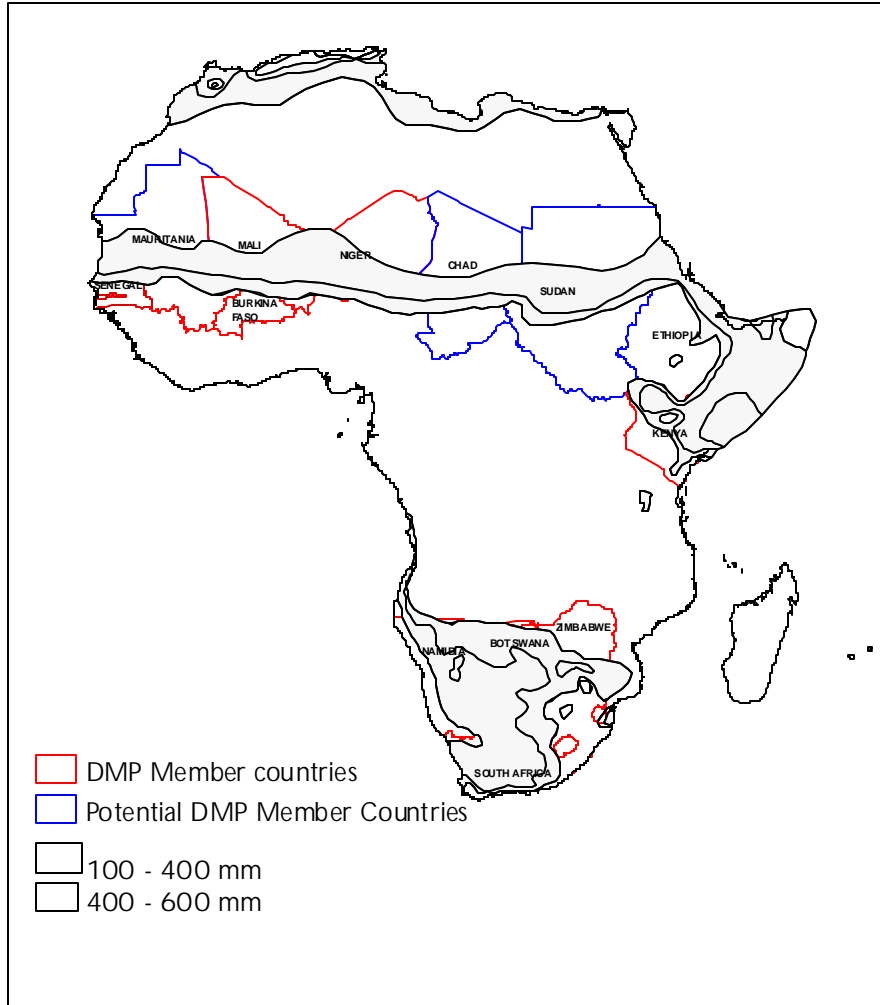 MAURITANIA
MALI
NIGER
CHAD
SENEGAL
BURKINA
FASO
SUDAN
ETHIOPIA
KENYA
ZIMBABWE
BOTSWANA
NAMIBIA
SOUTH AFRICA
DMP Member countries
Potential DMP Member Countries
100 - 400 mm
400 - 600 mm